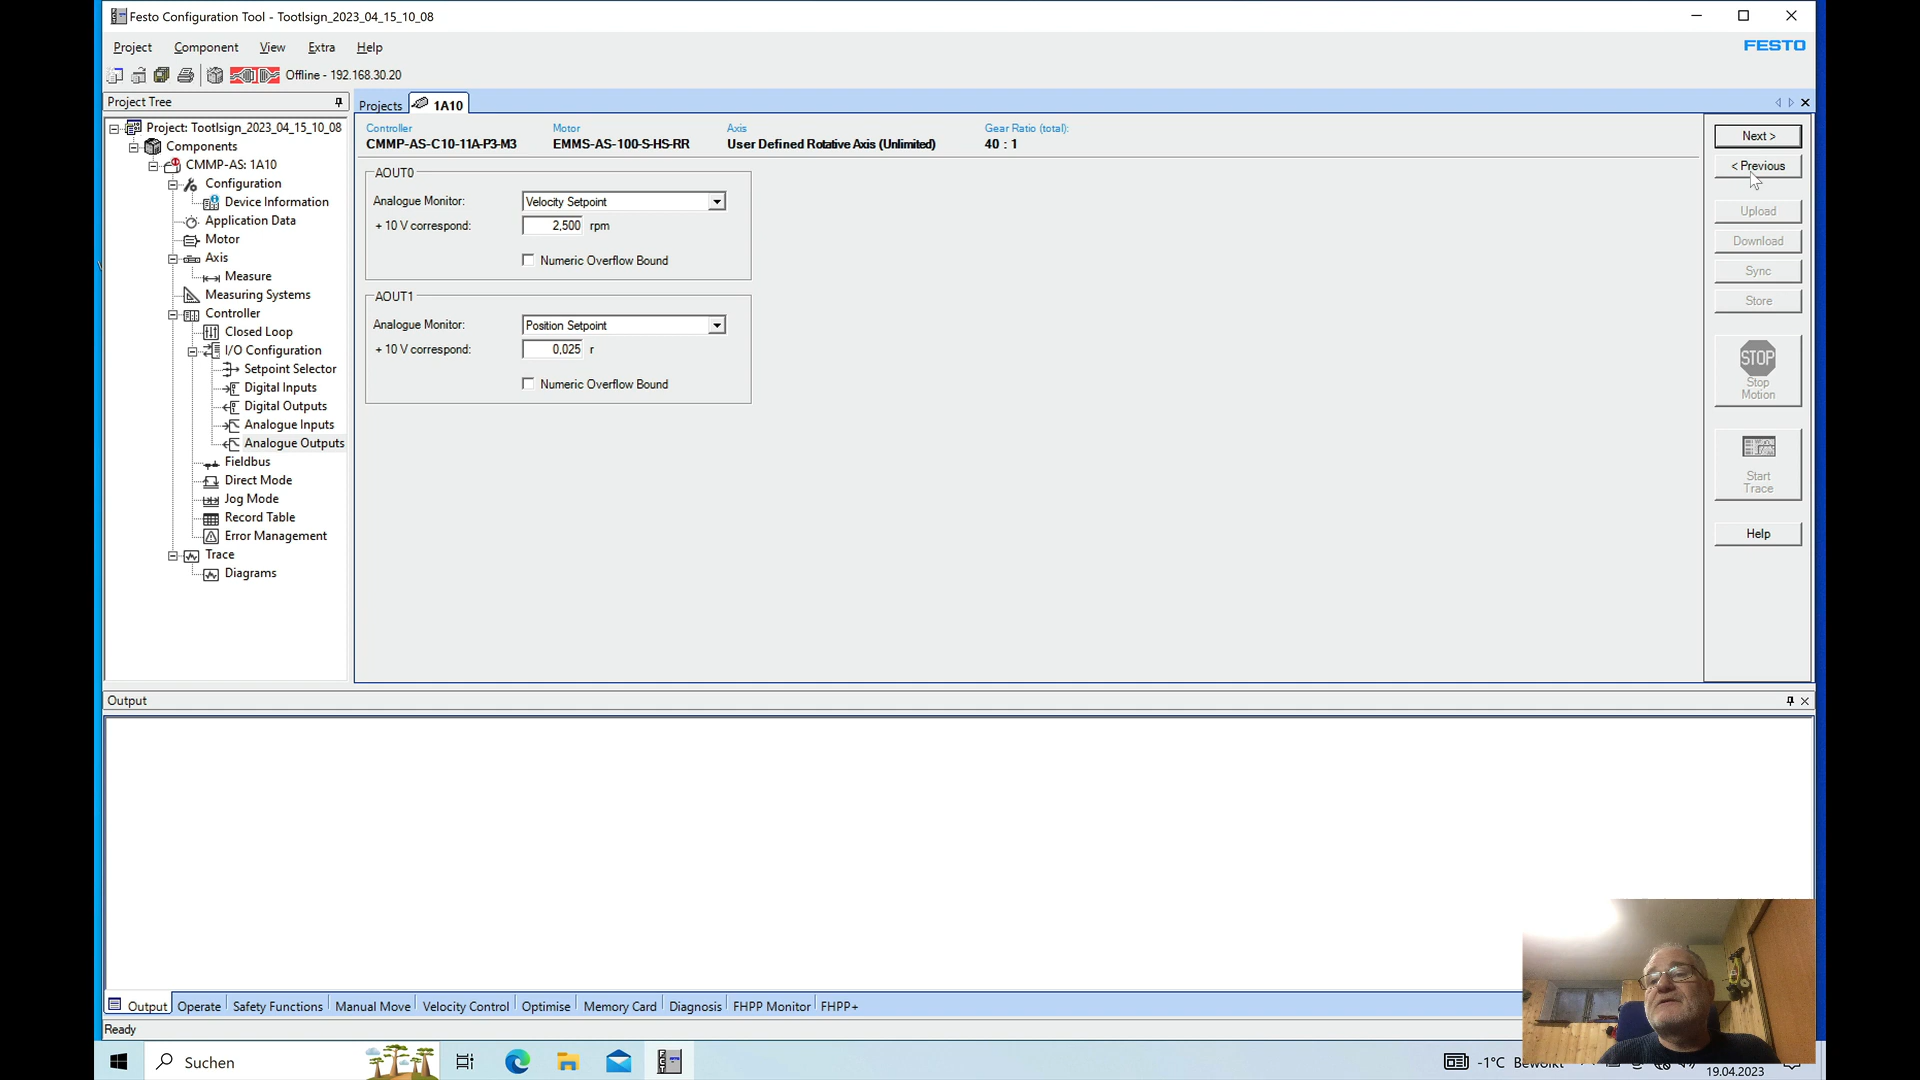 Festo Configuration Tool - Tootlsign_2023_04_15_10_08
Project Component View Extra Help
FESTO
Offline - 192.168.30.20
Project Tree
Project: Tootlsign_2023_04_15_10_08
Components
CMMP-AS: 1A10
Configuration
Device Information
Application Data
Motor
Axis
Measure
Measuring Systems
Controller
Closed Loop
I/O Configuration
Setpoint Selector
Digital Inputs
Digital Outputs
Analogue Inputs
Analogue Outputs
Fieldbus
Direct Mode
Jog Mode
Record Table
Error Management
Trace
Diagrams
Projects 1A10
Controller Motor Axis Gear Ratio (total):
CMMP-AS-C10-11A-P3-M3 EMMS-AS-100-S-HS-RR User Defined Rotative Axis (Unlimited) 40 : 1
AOUT0
Analogue Monitor: Velocity Setpoint
+ 10 V correspond: 2,500 rpm
Numeric Overflow Bound
AOUT1
Analogue Monitor: Position Setpoint
+ 10 V correspond: 0,025 r
Numeric Overflow Bound
Next >
< Previous
Upload
Download
Sync
Store
STOP
Stop
Motion
Start
Trace
Help
Output
Output Operate Safety Functions Manual Move Velocity Control Optimise Memory Card Diagnosis FHPP Monitor FHPP+
Ready
Suchen
-1°C Bewölkt
19.04.2023